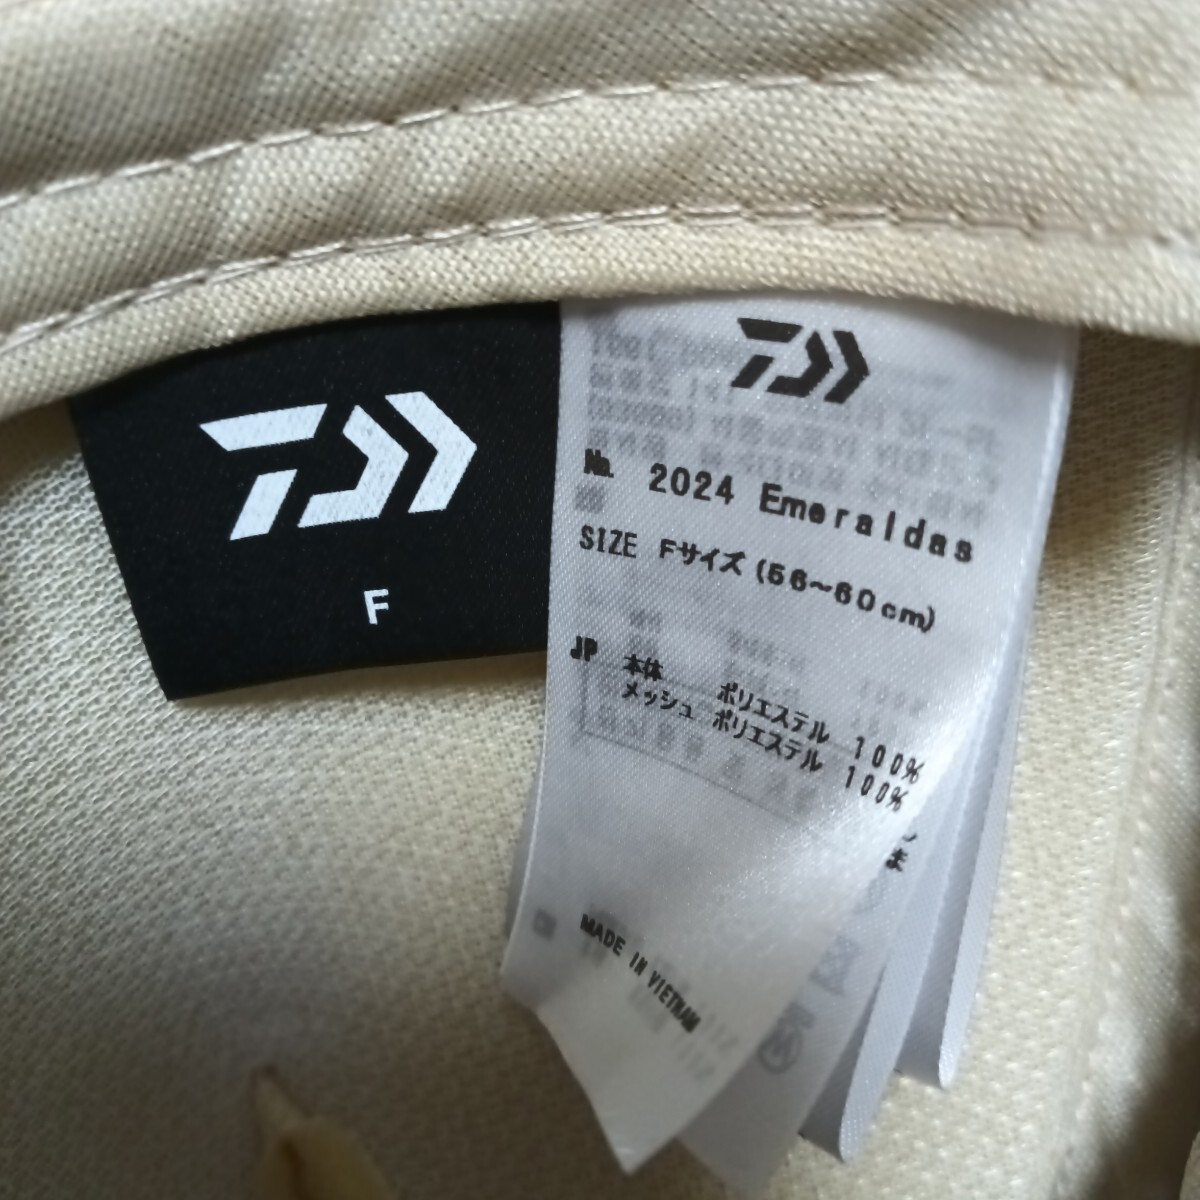 F
No. 2024 Emeraldas
SIZE Fサイズ (56~60cm)
JP 本体 ポリエステル 100%
メッシュ ポリエステル 100%
MADE IN VIETNAM